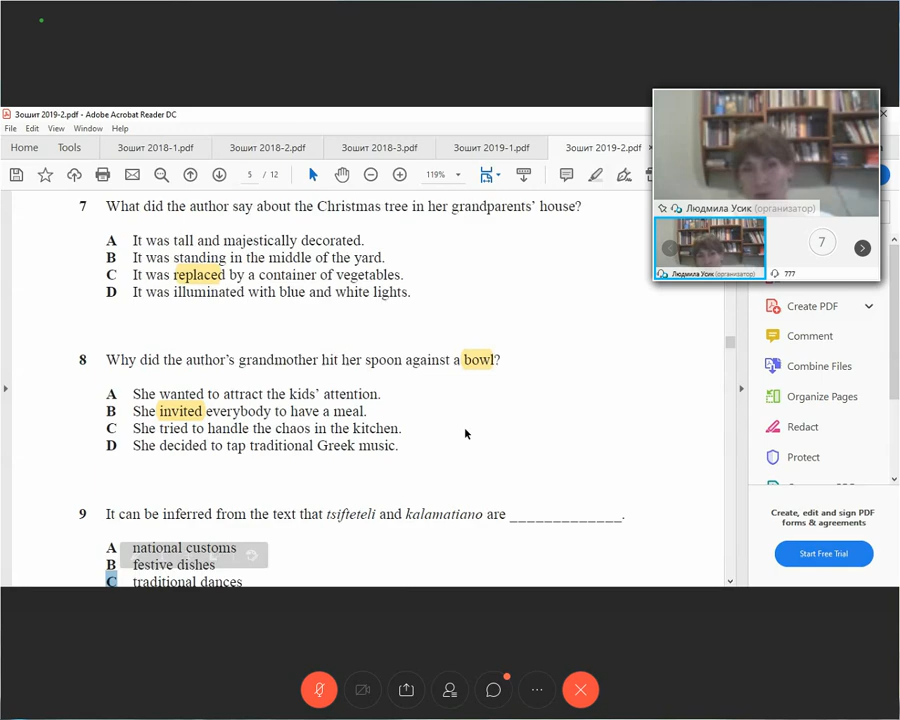 Зошит 2019-2.pdf - Adobe Acrobat Reader DC
File Edit View Window Help
Home Tools Зошит 2018-1.pdf Зошит 2018-2.pdf Зошит 2018-3.pdf Зошит 2019-1.pdf Зошит 2019-2.pdf
5 / 12 119%
7 What did the author say about the Christmas tree in her grandparents' house?
A It was tall and majestically decorated.
B It was standing in the middle of the yard.
C It was replaced by a container of vegetables.
D It was illuminated with blue and white lights.
8 Why did the author's grandmother hit her spoon against a bowl?
A She wanted to attract the kids' attention.
B She invited everybody to have a meal.
C She tried to handle the chaos in the kitchen.
D She decided to tap traditional Greek music.
9 It can be inferred from the text that tsifteteli and kalamatiano are _____________.
A national customs
B festive dishes
C traditional dances
Людмила Усик (организатор)
Людмила Усик (организатор)
7
777
Create PDF
Comment
Combine Files
Organize Pages
Redact
Protect
Create, edit and sign PDF
forms & agreements
Start Free Trial